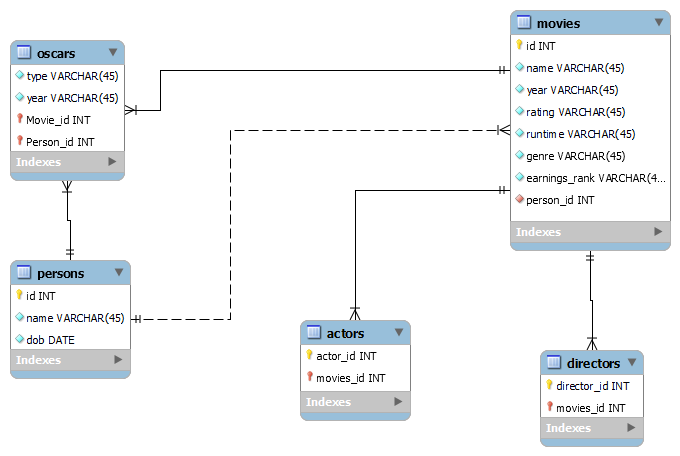 oscars
type VARCHAR(45)
year VARCHAR(45)
Movie_id INT
Person_id INT
Indexes
movies
id INT
name VARCHAR(45)
year VARCHAR(45)
rating VARCHAR(45)
runtime VARCHAR(45)
genre VARCHAR(45)
earnings_rank VARCHAR(4...
person_id INT
Indexes
persons
id INT
name VARCHAR(45)
dob DATE
Indexes
actors
actor_id INT
movies_id INT
Indexes
directors
director_id INT
movies_id INT
Indexes